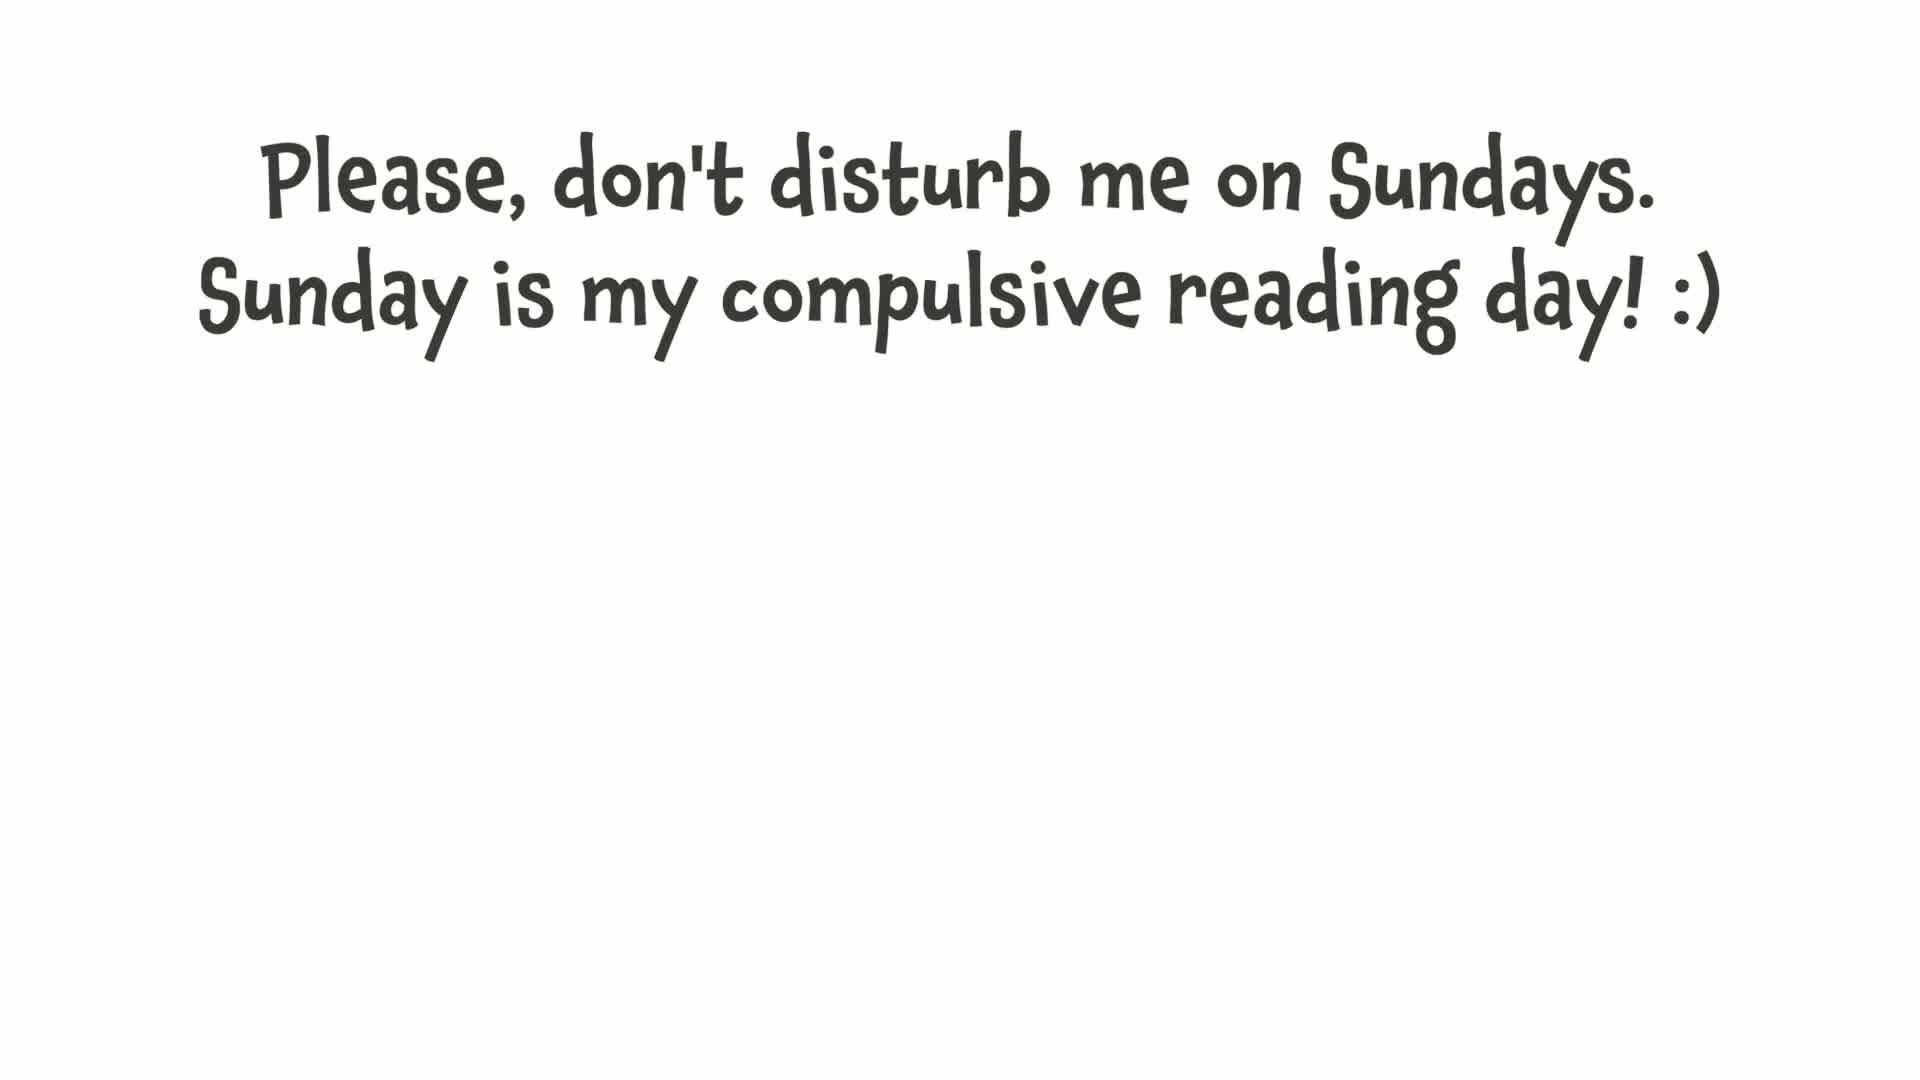 Please, don't disturb me on Sundays.
Sunday is my compulsive reading day! :)